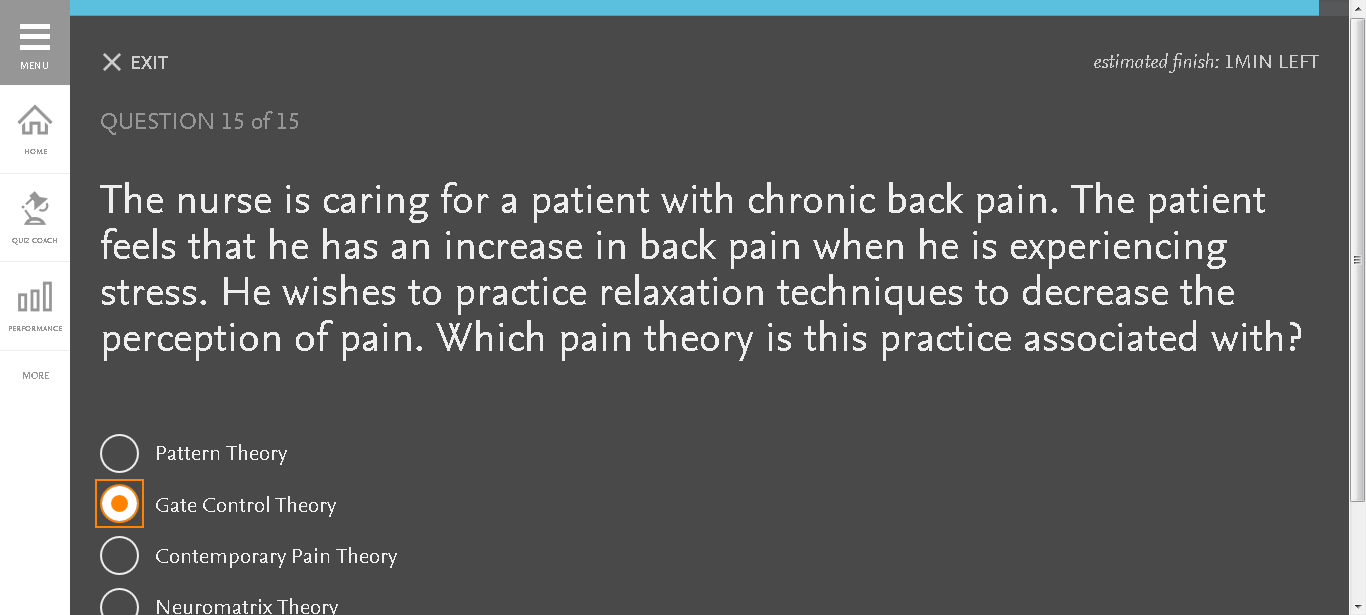 MENU
EXIT
estimated finish: 1MIN LEFT
HOME
QUESTION 15 of 15
QUIZ COACH
The nurse is caring for a patient with chronic back pain. The patient
feels that he has an increase in back pain when he is experiencing
stress. He wishes to practice relaxation techniques to decrease the
perception of pain. Which pain theory is this practice associated with?
PERFORMANCE
MORE
Pattern Theory
Gate Control Theory
Contemporary Pain Theory
Neuromatrix Theory